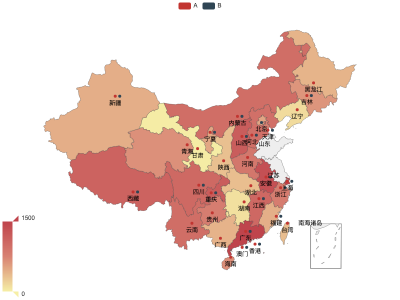 A B
黑龙江
吉林
新疆
辽宁
内蒙古
北京
天津
宁夏
山西
河北
山东
青海
甘肃
河南
陕西
江苏
西藏
四川
湖北
安徽
上海
重庆
浙江
湖南
江西
贵州
福建
南海诸岛
云南
台湾
广西
广东
澳门
香港
海南
1500
0